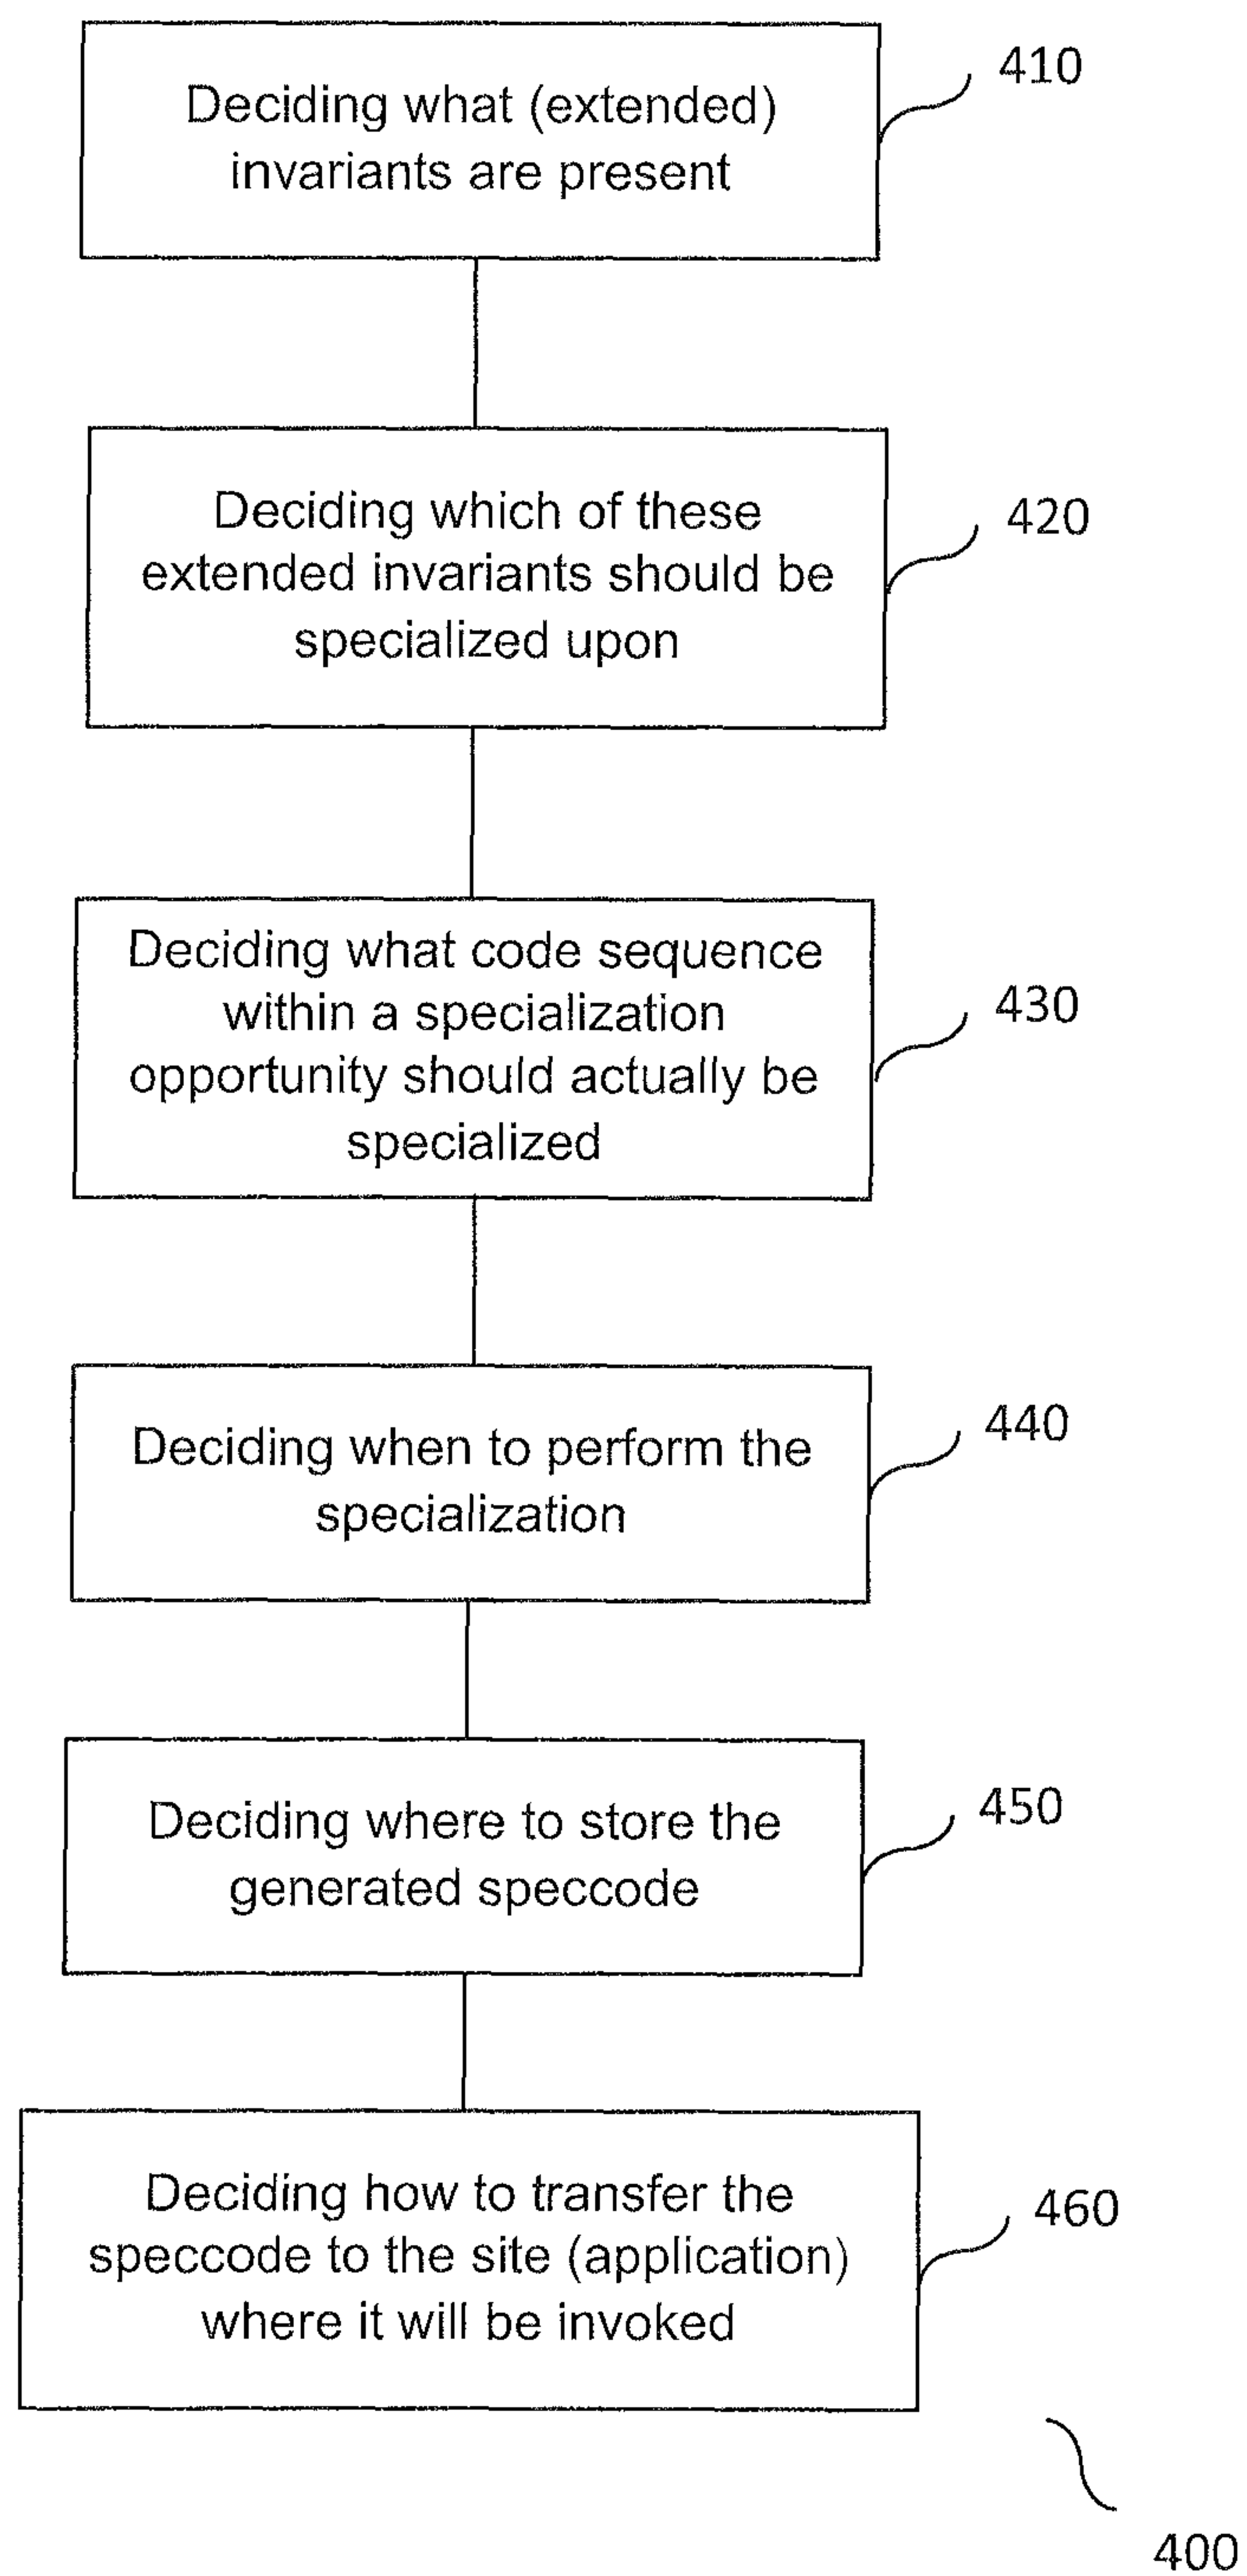 Deciding what (extended)
invariants are present
410
Deciding which of these
extended invariants should be
specialized upon
420
Deciding what code sequence
within a specialization
opportunity should actually be
specialized
430
Deciding when to perform the
specialization
440
Deciding where to store the
generated speccode
450
Deciding how to transfer the
speccode to the site (application)
where it will be invoked
460
400